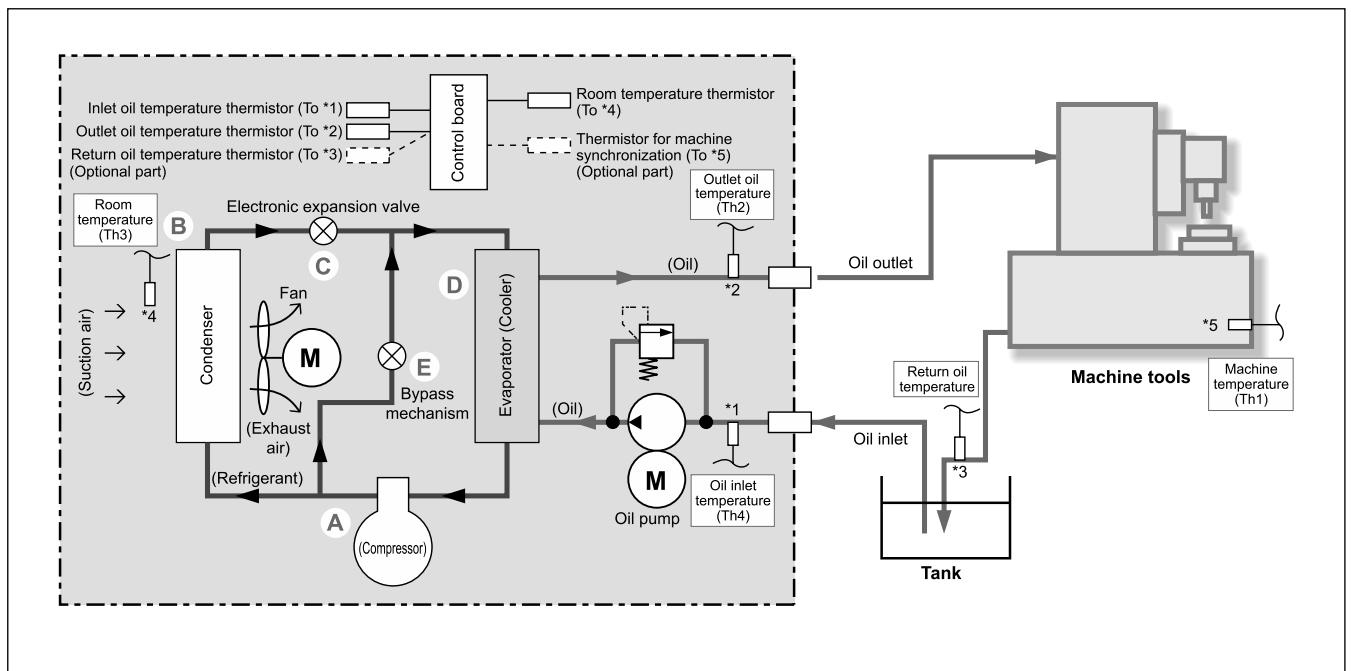 Inlet oil temperature thermistor (To *1)
Outlet oil temperature thermistor (To *2)
Return oil temperature thermistor (To *3)
(Optional part)
Control board
Room temperature thermistor
(To *4)
Thermistor for machine
synchronization (To *5)
(Optional part)
Outlet oil
temperature
(Th2)
Room
temperature
(Th3)
B
Electronic expansion valve
C
D
(Oil)
*2
Oil outlet
*4
(Suction air)
Condenser
Fan
M
(Exhaust
air)
E
Bypass
mechanism
Evaporator (Cooler)
(Oil)
*1
Oil inlet
*5
Machine tools
Machine
temperature
(Th1)
Return oil
temperature
*3
(Refrigerant)
A
(Compressor)
M
Oil pump
Oil inlet
temperature
(Th4)
Tank